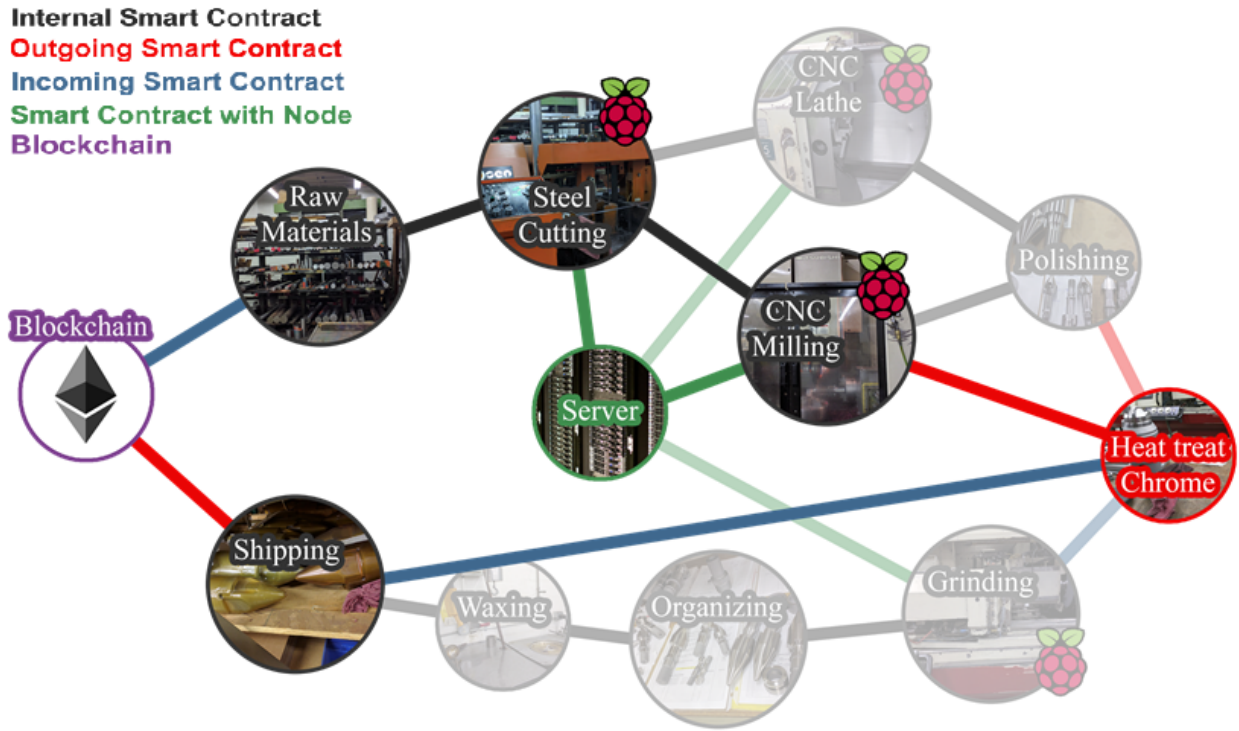 Internal Smart Contract
Outgoing Smart Contract
Incoming Smart Contract
Smart Contract with Node
Blockchain
CNC
Lathe
Raw
Materials
Steel
Cutting
Polishing
CNC
Milling
Blockchain
Server
Heat treat
Chrome
Shipping
Waxing
Organizing
Grinding